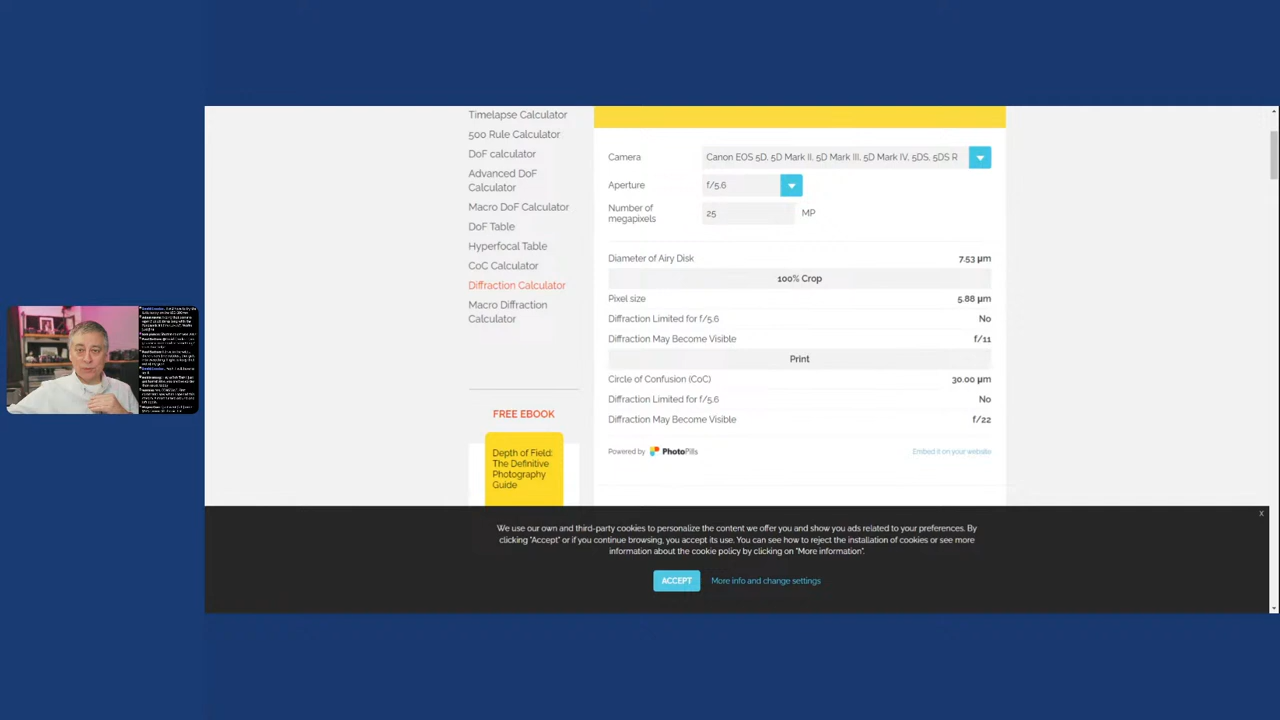 Timelapse Calculator
500 Rule Calculator
DoF calculator
Advanced DoF
Calculator
Macro DoF Calculator
DoF Table
Hyperfocal Table
CoC Calculator
Diffraction Calculator
Macro Diffraction
Calculator
FREE EBOOK
Depth of Field:
The Definitive
Photography
Guide
Camera
Canon EOS 5D, 5D Mark II, 5D Mark III, 5D Mark IV, 5DS, 5DS R
Aperture
f/5.6
Number of
megapixels
25
MP
Diameter of Airy Disk
7.53 µm
100% Crop
Pixel size
5.88 µm
Diffraction Limited for f/5.6
No
Diffraction May Become Visible
f/11
Print
Circle of Confusion (CoC)
30.00 µm
Diffraction Limited for f/5.6
No
Diffraction May Become Visible
f/22
Powered by PhotoPills
Embed it on your website
X
We use our own and third-party cookies to personalize the content we offer you and show you ads related to your preferences. By
clicking "Accept" or if you continue browsing, you accept its use. You can see how to reject the installation of cookies or see more
information about the cookie policy by clicking on "More information".
ACCEPT
More info and change settings